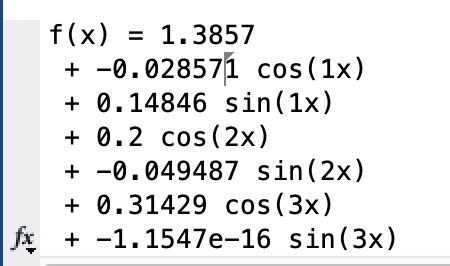 f(x) = 1.3857
+ -0.028571 cos(1x)
+ 0.14846 sin(1x)
+ 0.2 cos(2x)
+ -0.049487 sin(2x)
+ 0.31429 cos(3x)
fx + -1.1547e-16 sin(3x)